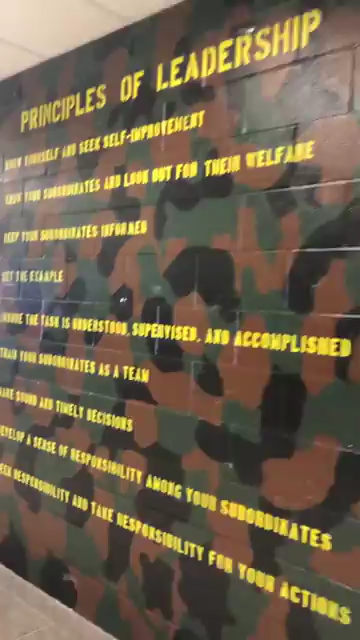 PRINCIPLES OF LEADERSHIP
KNOW YOURSELF AND SEEK SELF-IMPROVEMENT
KNOW YOUR SUBORDINATES AND LOOK OUT FOR THEIR WELFARE
KEEP YOUR SUBORDINATES INFORMED
SET THE EXAMPLE
INSURE THE TASK IS UNDERSTOOD, SUPERVISED, AND ACCOMPLISHED
TRAIN YOUR SUBORDINATES AS A TEAM
MAKE SOUND AND TIMELY DECISIONS
DEVELOP A SENSE OF RESPONSIBILITY AMONG YOUR SUBORDINATES
SEEK RESPONSIBILITY AND TAKE RESPONSIBILITY FOR YOUR ACTIONS